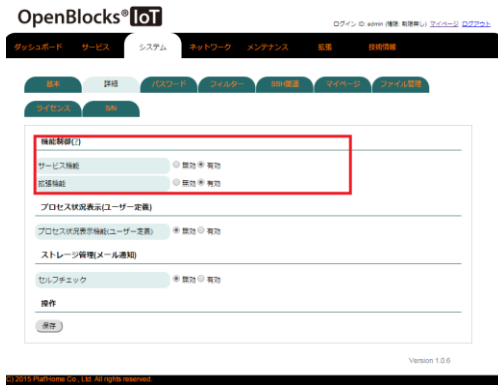 OpenBlocks® IoT
ログイン ID: admin (権限: 制限無し) マイページ ログアウト
ダッシュボード サービス システム ネットワーク メンテナンス 拡張 技術情報
基本 詳細 パスワード フィルター SSH関連 マイページ ファイル管理
ライセンス
機能制御(?)
サービス機能 無効 有効
拡張機能 無効 有効
プロセス状況表示(ユーザー定義)
プロセス状況表示機能(ユーザー定義) 無効 有効
ストレージ管理(メール通知)
セルフチェック 無効 有効
操作
保存
Version 1.0.6
(C) 2015 PlatHome Co., Ltd. All rights reserved.